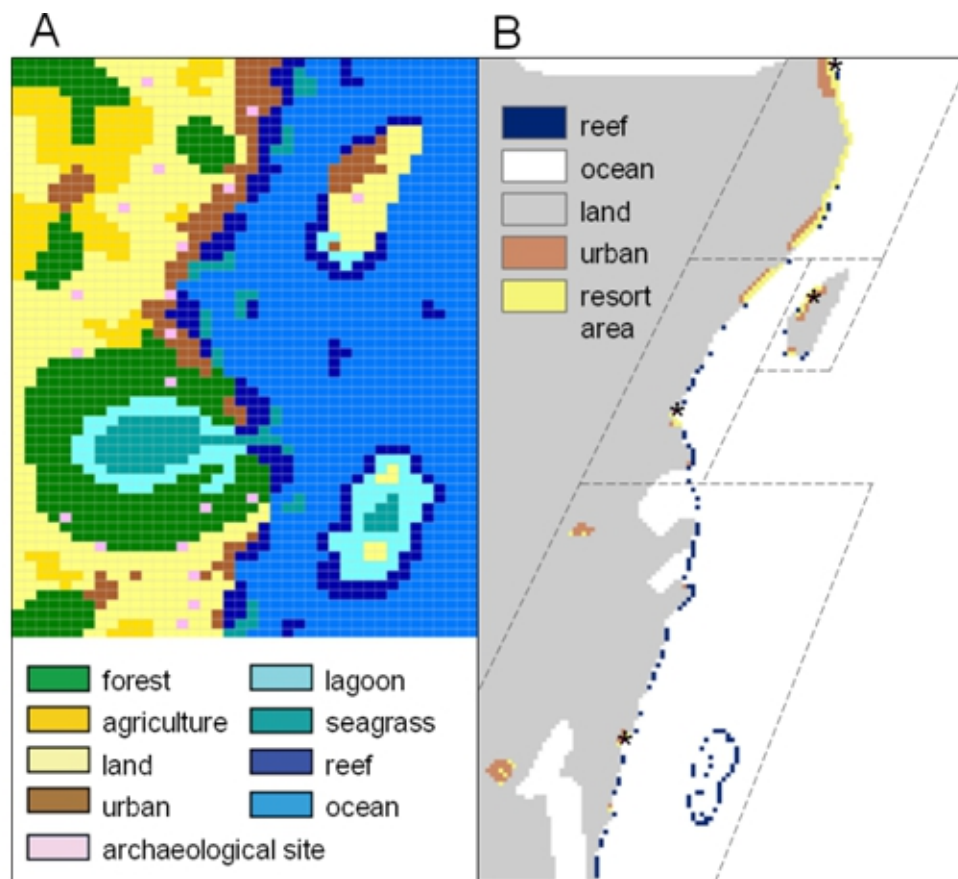 A
B
reef
ocean
land
urban
resort
area
forest
agriculture
land
urban
archaeological site
lagoon
seagrass
reef
ocean